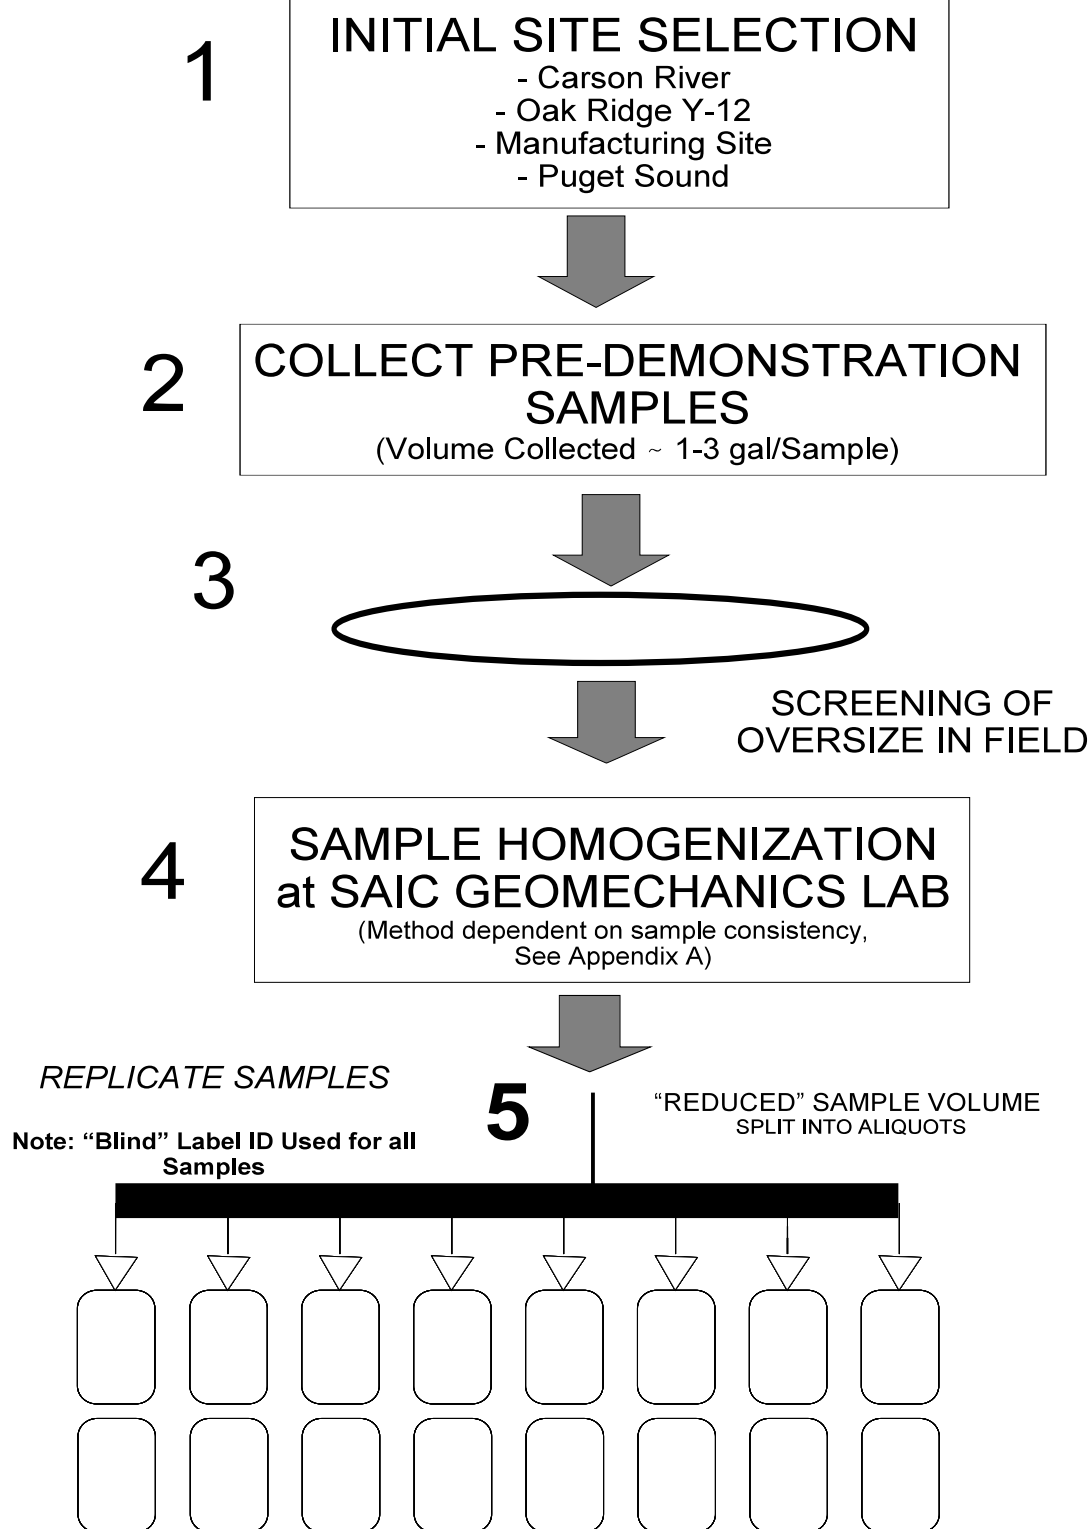 1
INITIAL SITE SELECTION
- Carson River
- Oak Ridge Y-12
- Manufacturing Site
- Puget Sound
2
COLLECT PRE-DEMONSTRATION
SAMPLES
(Volume Collected ~ 1-3 gal/Sample)
3
SCREENING OF
OVERSIZE IN FIELD
4
SAMPLE HOMOGENIZATION
at SAIC GEOMECHANICS LAB
(Method dependent on sample consistency,
See Appendix A)
REPLICATE SAMPLES
Note: “Blind” Label ID Used for all
Samples
5
“REDUCED” SAMPLE VOLUME
SPLIT INTO ALIQUOTS